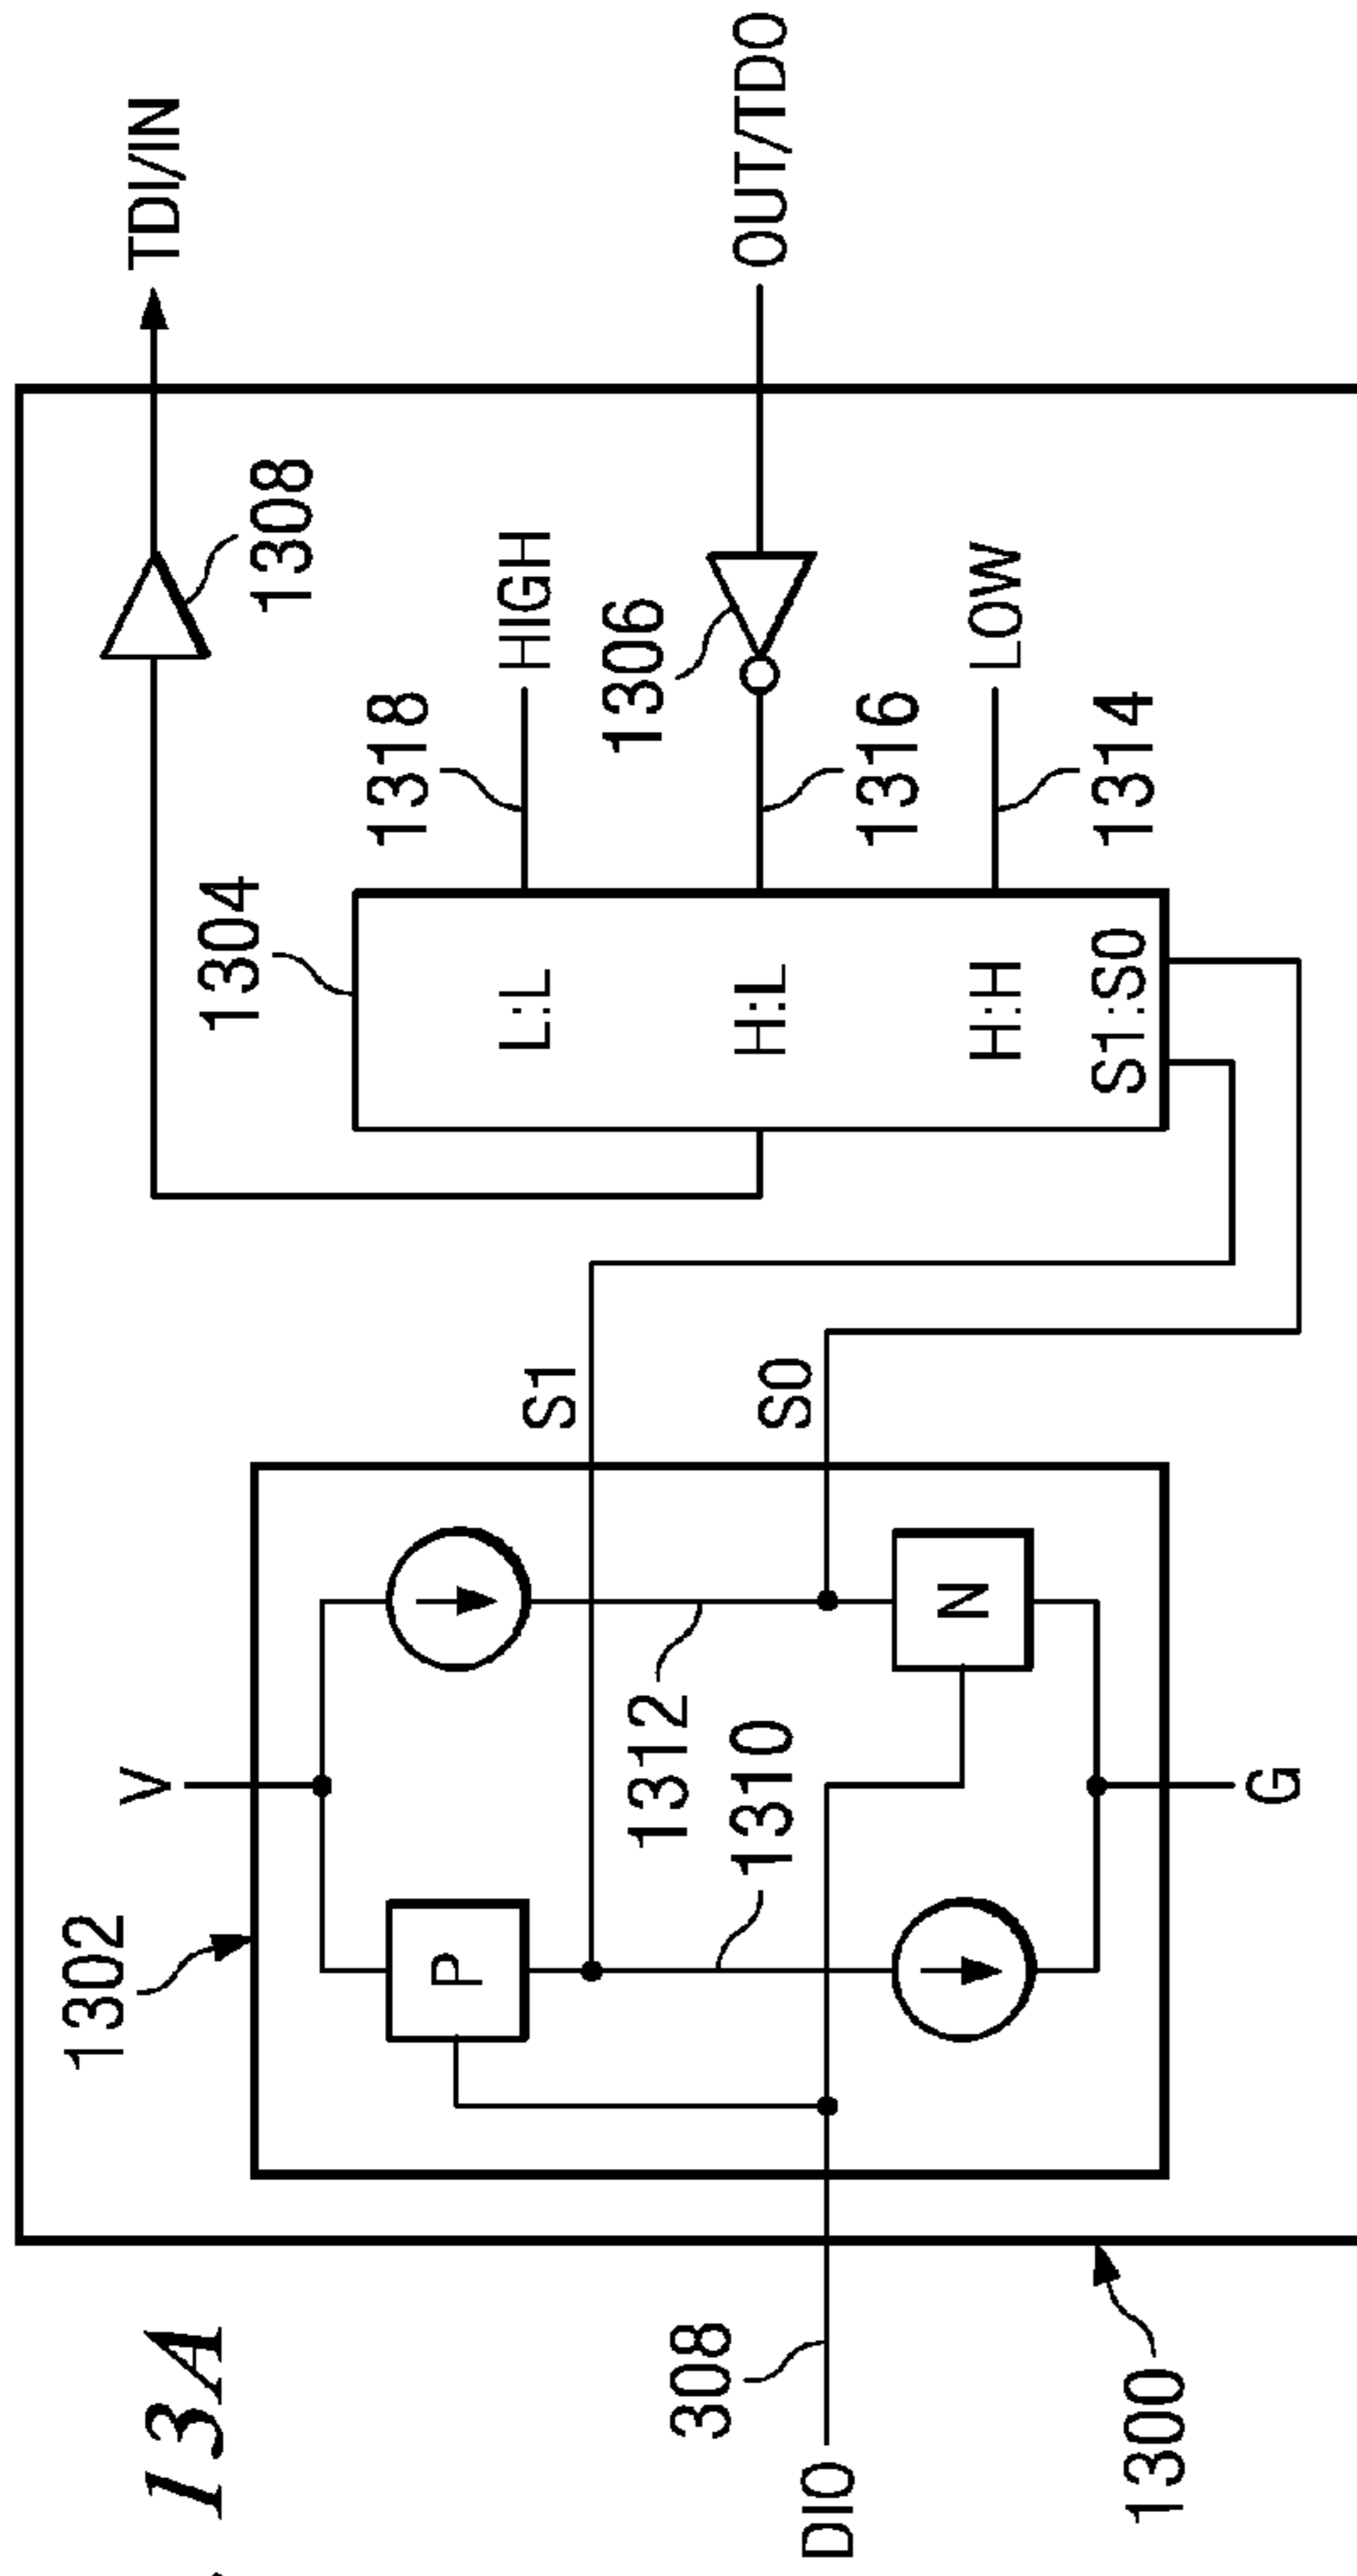 13A
1302
V
P
1312
1310
N
G
S1
S0
308
DIO
1300
1304
L:L
H:L
H:H
S1:S0
1318
HIGH
1306
1316
LOW
1314
1308
TDI/IN
OUT/TDO